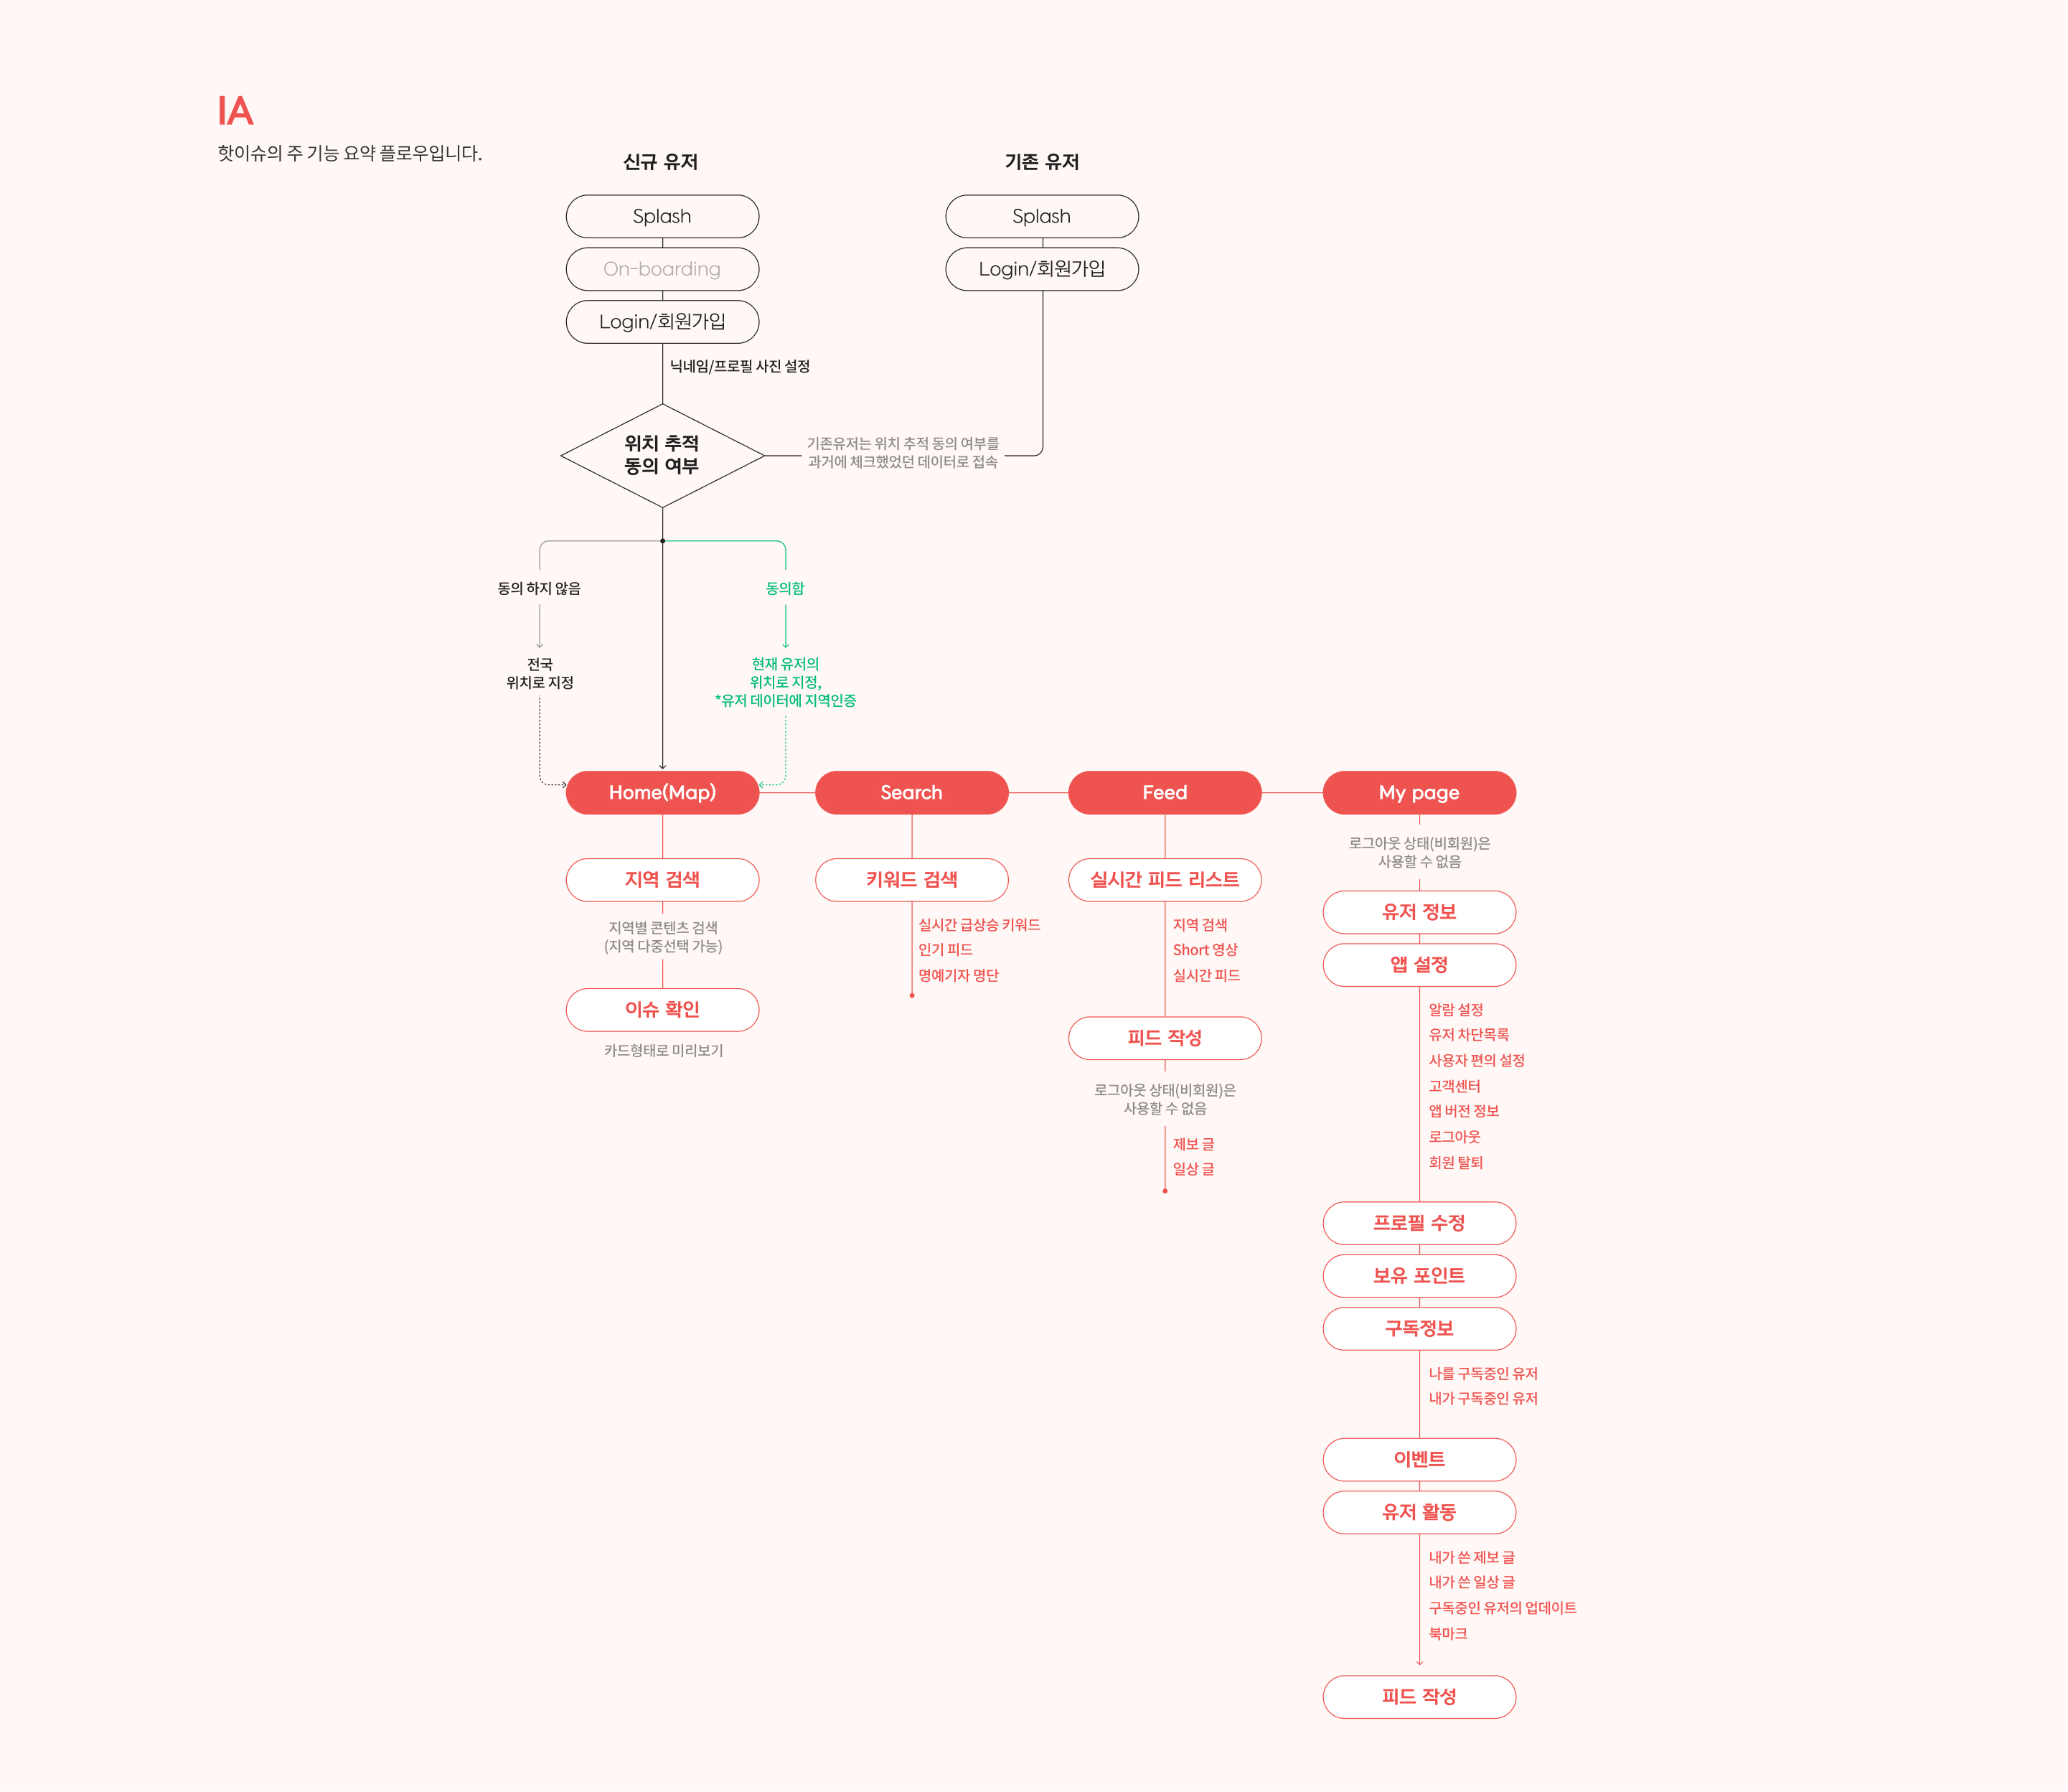 IA
핫이슈의 주 기능 요약 플로우입니다.
신규 유저
Splash
On-boarding
Login/회원가입
닉네임/프로필 사진 설정
기존 유저
Splash
Login/회원가입
위치 추적
동의 여부
기존유저는 위치 추적 동의 여부를
과거에 체크했었던 데이터로 접속
동의 하지 않음
전국
위치로 지정
동의함
현재 유저의
위치로 지정,
*유저 데이터에 지역인증
Home(Map)
지역 검색
지역별 콘텐츠 검색
(지역 다중선택 가능)
이슈 확인
카드형태로 미리보기
Search
키워드 검색
실시간 급상승 키워드
인기 피드
명예기자 명단
Feed
실시간 피드 리스트
지역 검색
Short 영상
실시간 피드
피드 작성
로그아웃 상태(비회원)은
사용할 수 없음
제보 글
일상 글
My page
로그아웃 상태(비회원)은
사용할 수 없음
유저 정보
앱 설정
알람 설정
유저 차단목록
사용자 편의 설정
고객센터
앱 버전 정보
로그아웃
회원 탈퇴
프로필 수정
보유 포인트
구독정보
나를 구독중인 유저
내가 구독중인 유저
이벤트
유저 활동
내가 쓴 제보 글
내가 쓴 일상 글
구독중인 유저의 업데이트
북마크
피드 작성